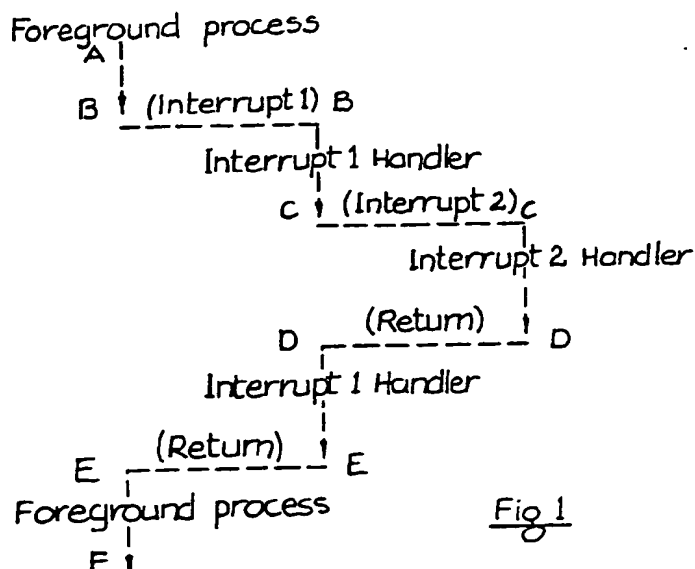 Foreground process
A
B (Interrupt 1) B
Interrupt 1 Handler
C (Interrupt 2) C
Interrupt 2 Handler
(Return)
D D
Interrupt 1 Handler
(Return)
E E
Foreground process
Fig 1
F